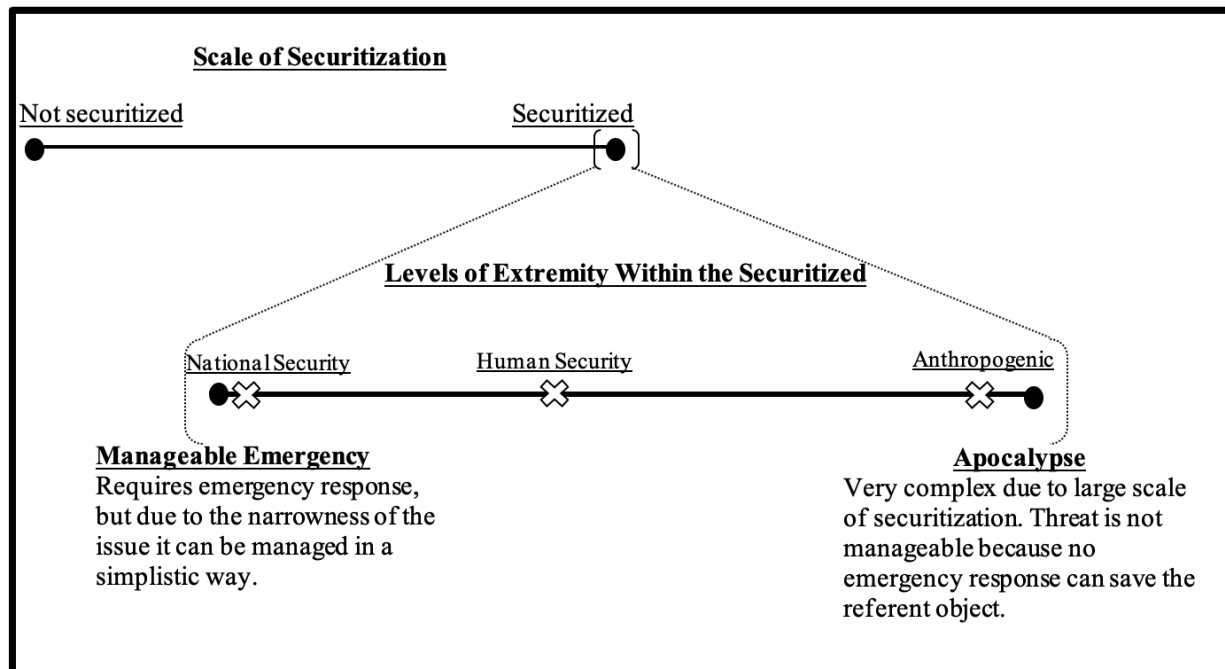 Scale of Securitization
Not securitized
Securitized
Levels of Extremity Within the Securitized
National Security
Human Security
Anthropogenic
Manageable Emergency
Requires emergency response,
but due to the narrowness of the
issue it can be managed in a
simplistic way.
Apocalypse
Very complex due to large scale
of securitization. Threat is not
manageable because no
emergency response can save the
referent object.